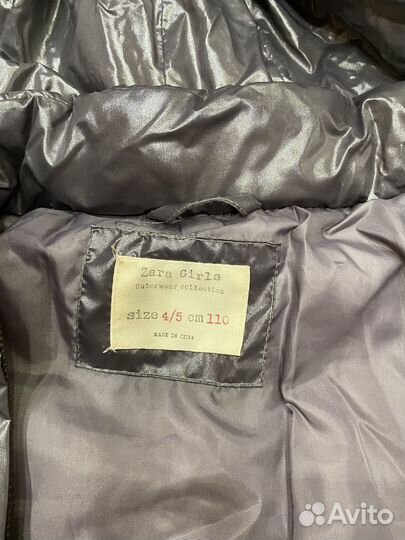 Zara Girls
Outerwear collection
size 4/5 cm 110
MADE IN CHINA
Avito